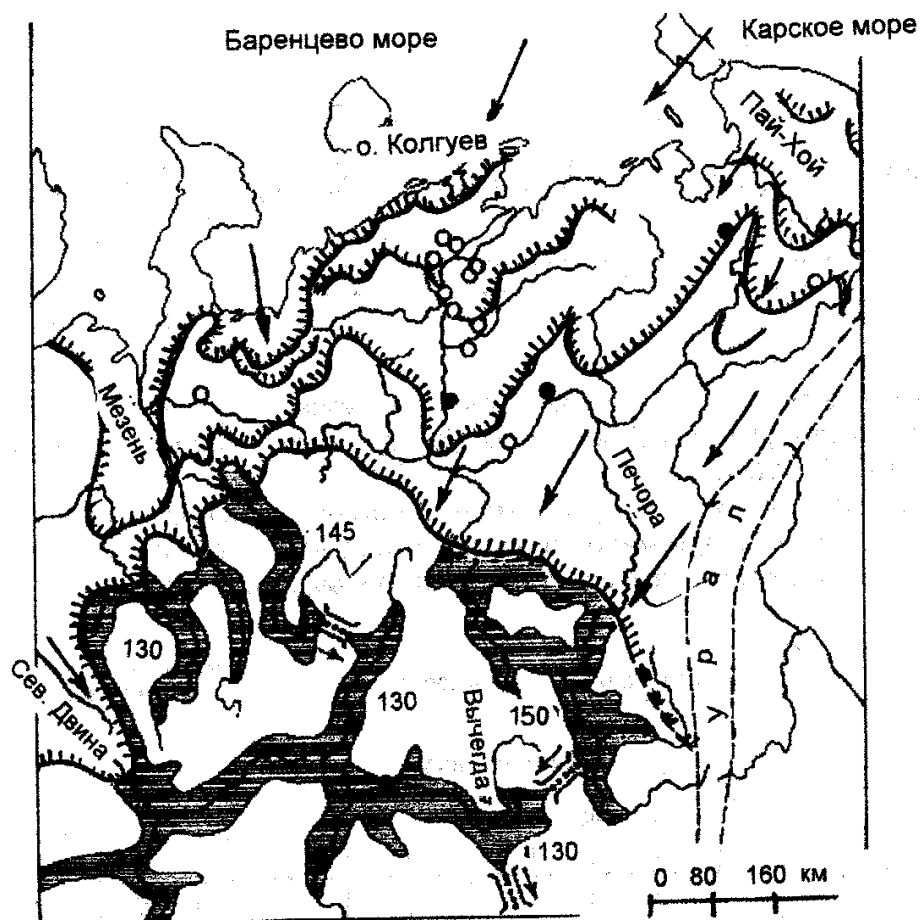 Баренцево море
Карское море
Пай-Хой
о. Колгуев
Мезень
Печора
Урал
145
130
130
150
Вычегда
Сев. Двина
130
0 80 160 км